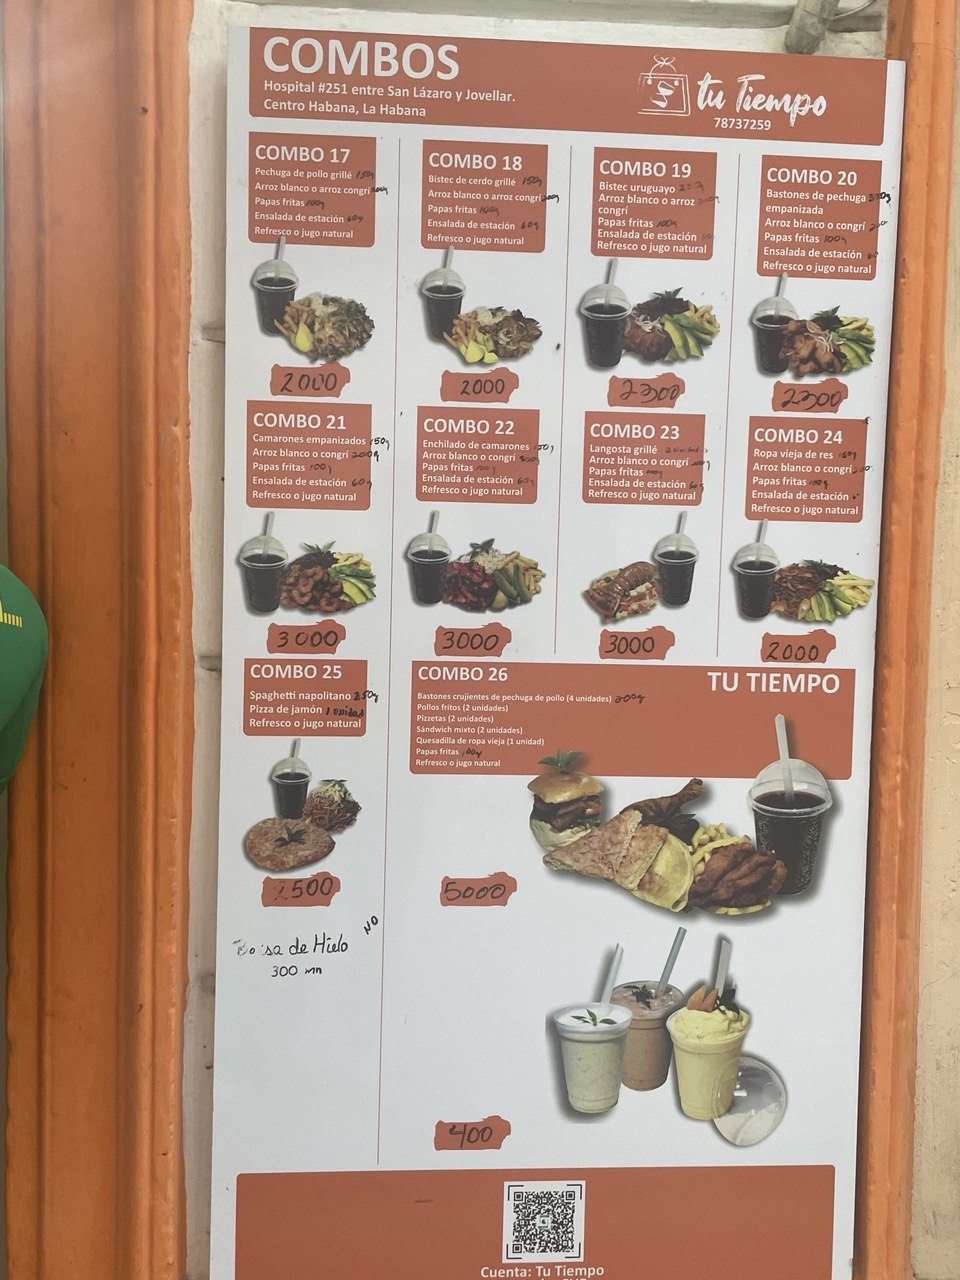 COMBOS
Hospital #251 entre San Lázaro y Jovellar.
Centro Habana, La Habana
tu Tiempo
78737259
COMBO 17
Pechuga de pollo grillé 150g
Arroz blanco o arroz congrí 200g
Papas fritas 100g
Ensalada de estación 60g
Refresco o jugo natural
2000
COMBO 18
Bistec de cerdo grillé 150g
Arroz blanco o arroz congrí 200g
Papas fritas 100g
Ensalada de estación 60g
Refresco o jugo natural
2000
COMBO 19
Bistec uruguayo 250g
Arroz blanco o arroz
congrí
Papas fritas 100g
Ensalada de estación
Refresco o jugo natural
2300
COMBO 20
Bastones de pechuga
empanizada
Arroz blanco o congrí
Papas fritas 100g
Ensalada de estación
Refresco o jugo natural
2300
COMBO 21
Camarones empanizados 150g
Arroz blanco o congrí 200g
Papas fritas 100g
Ensalada de estación 60g
Refresco o jugo natural
3000
COMBO 22
Enchilado de camarones 150g
Arroz blanco o congrí
Papas fritas 100g
Ensalada de estación 60g
Refresco o jugo natural
3000
COMBO 23
Langosta grillé
Arroz blanco o congrí 200g
Papas fritas
Ensalada de estación
Refresco o jugo natural
3000
COMBO 24
Ropa vieja de res 150g
Arroz blanco o congrí
Papas fritas 100g
Ensalada de estación
Refresco o jugo natural
2000
COMBO 25
Spaghetti napolitano 250g
Pizza de jamón 1 unidad
Refresco o jugo natural
2500
COMBO 26
TU TIEMPO
Bastones crujientes de pechuga de pollo (4 unidades) 200g
Pollos fritos (2 unidades)
Pizzetas (2 unidades)
Sándwich mixto (2 unidades)
Quesadilla de ropa vieja (1 unidad)
Papas fritas 100g
Refresco o jugo natural
5000
Bolsa de Hielo NO
300 mn
400
Cuenta: Tu Tiempo